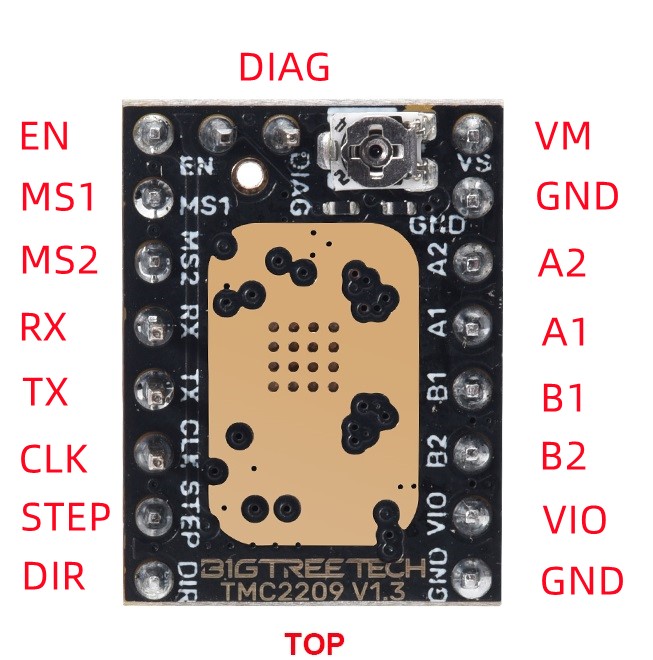 DIAG
EN
MS1
MS2
RX
TX
CLK
STEP
DIR
EN
MS1
MS2
RX
TX
CLK
STEP
DIR
DIAG
VS
GND
A2
A1
B1
B2
VIO
GND
BIGTREETECH
TMC2209 V1.3
VM
GND
A2
A1
B1
B2
VIO
GND
TOP